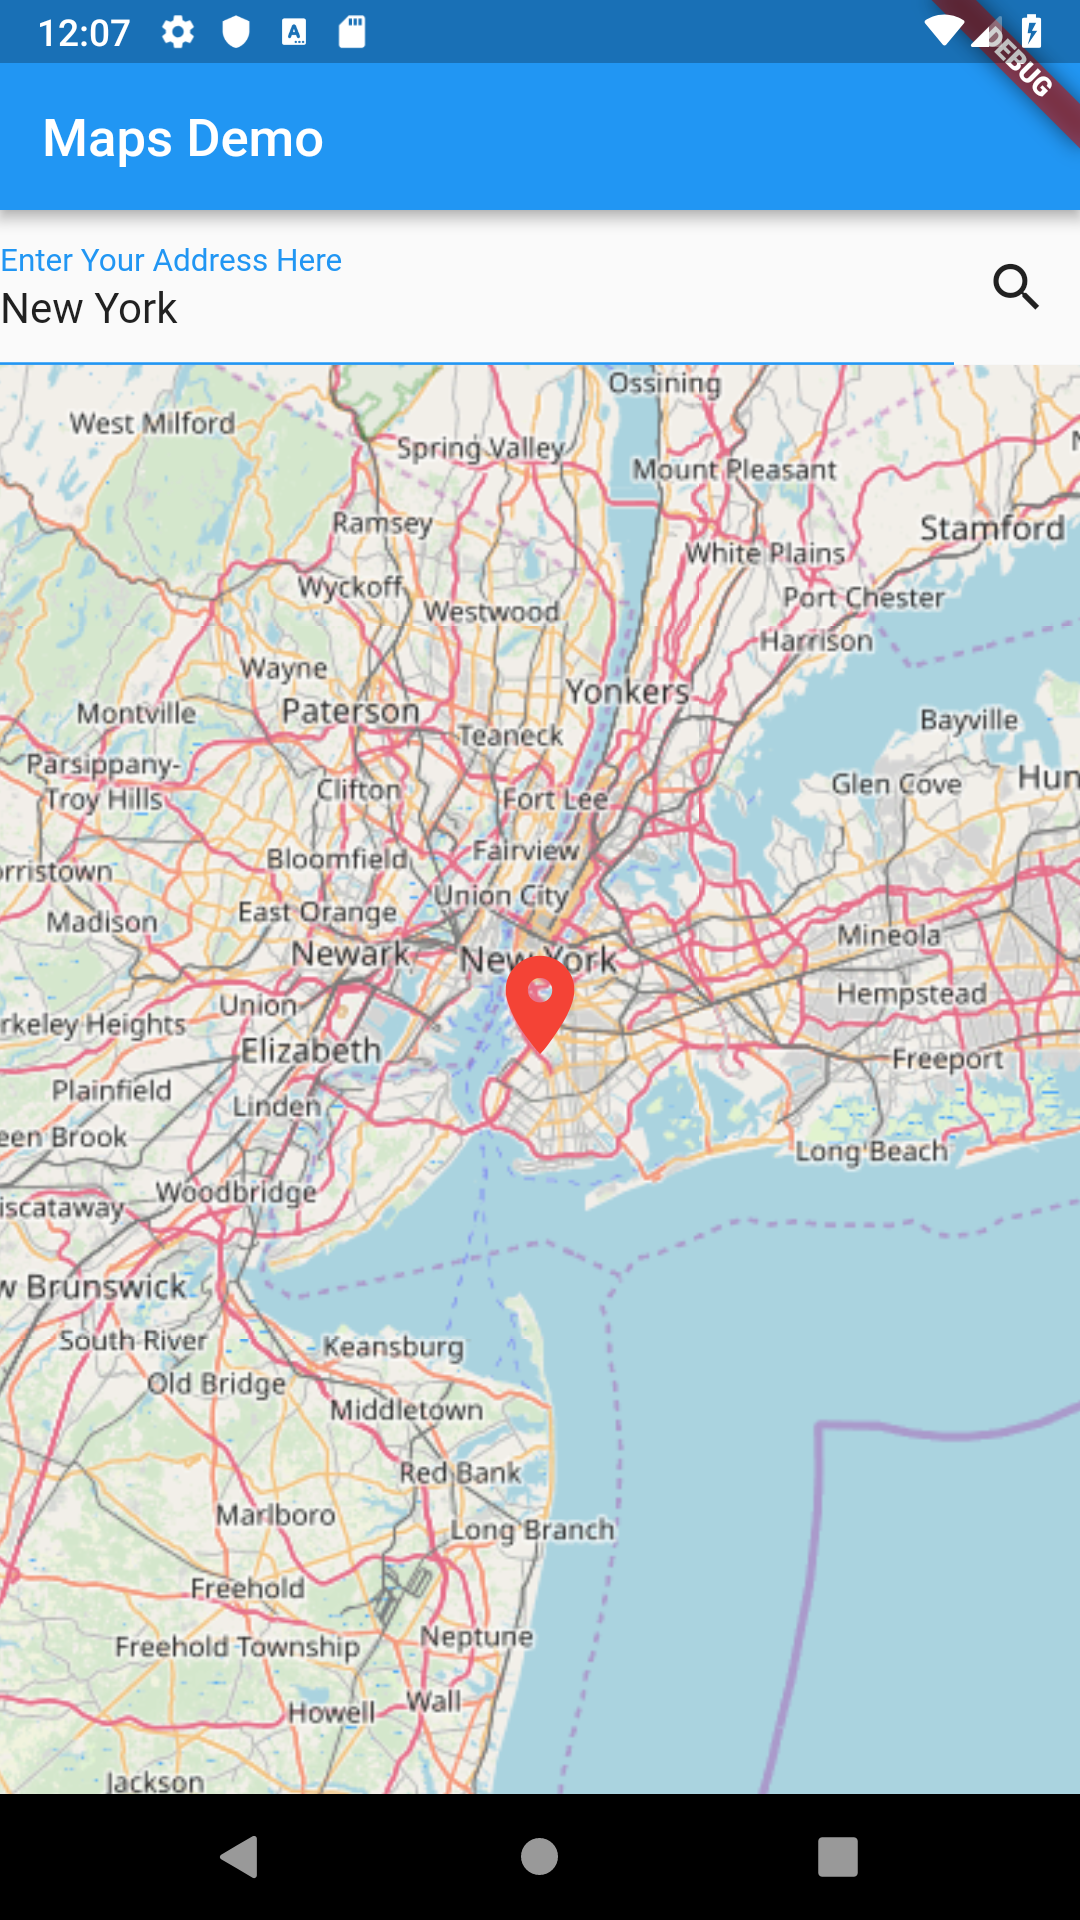 12:07
DEBUG
Maps Demo
Enter Your Address Here
New York
Ossining
West Milford
Spring Valley
Mount Pleasant
Ramsey
Stamford
White Plains
Wyckoff
Port Chester
Westwood
Harrison
Wayne
Yonkers
Paterson
Montville
Bayville
Teaneck
Parsippany-
Troy Hills
Glen Cove
Hun
Clifton
Fort Lee
Fairview
Bloomfield
orristown
Union City
East Orange
Madison
Mineola
Newark
New York
Hempstead
Union
rkeley Heights
Elizabeth
Freeport
Plainfield
Linden
een Brook
Long Beach
Woodbridge
iscataway
w Brunswick
South River
Keansburg
Old Bridge
Middletown
Red Bank
Marlboro
Long Branch
Freehold
Neptune
Freehold Township
Wall
Howell
Jackson